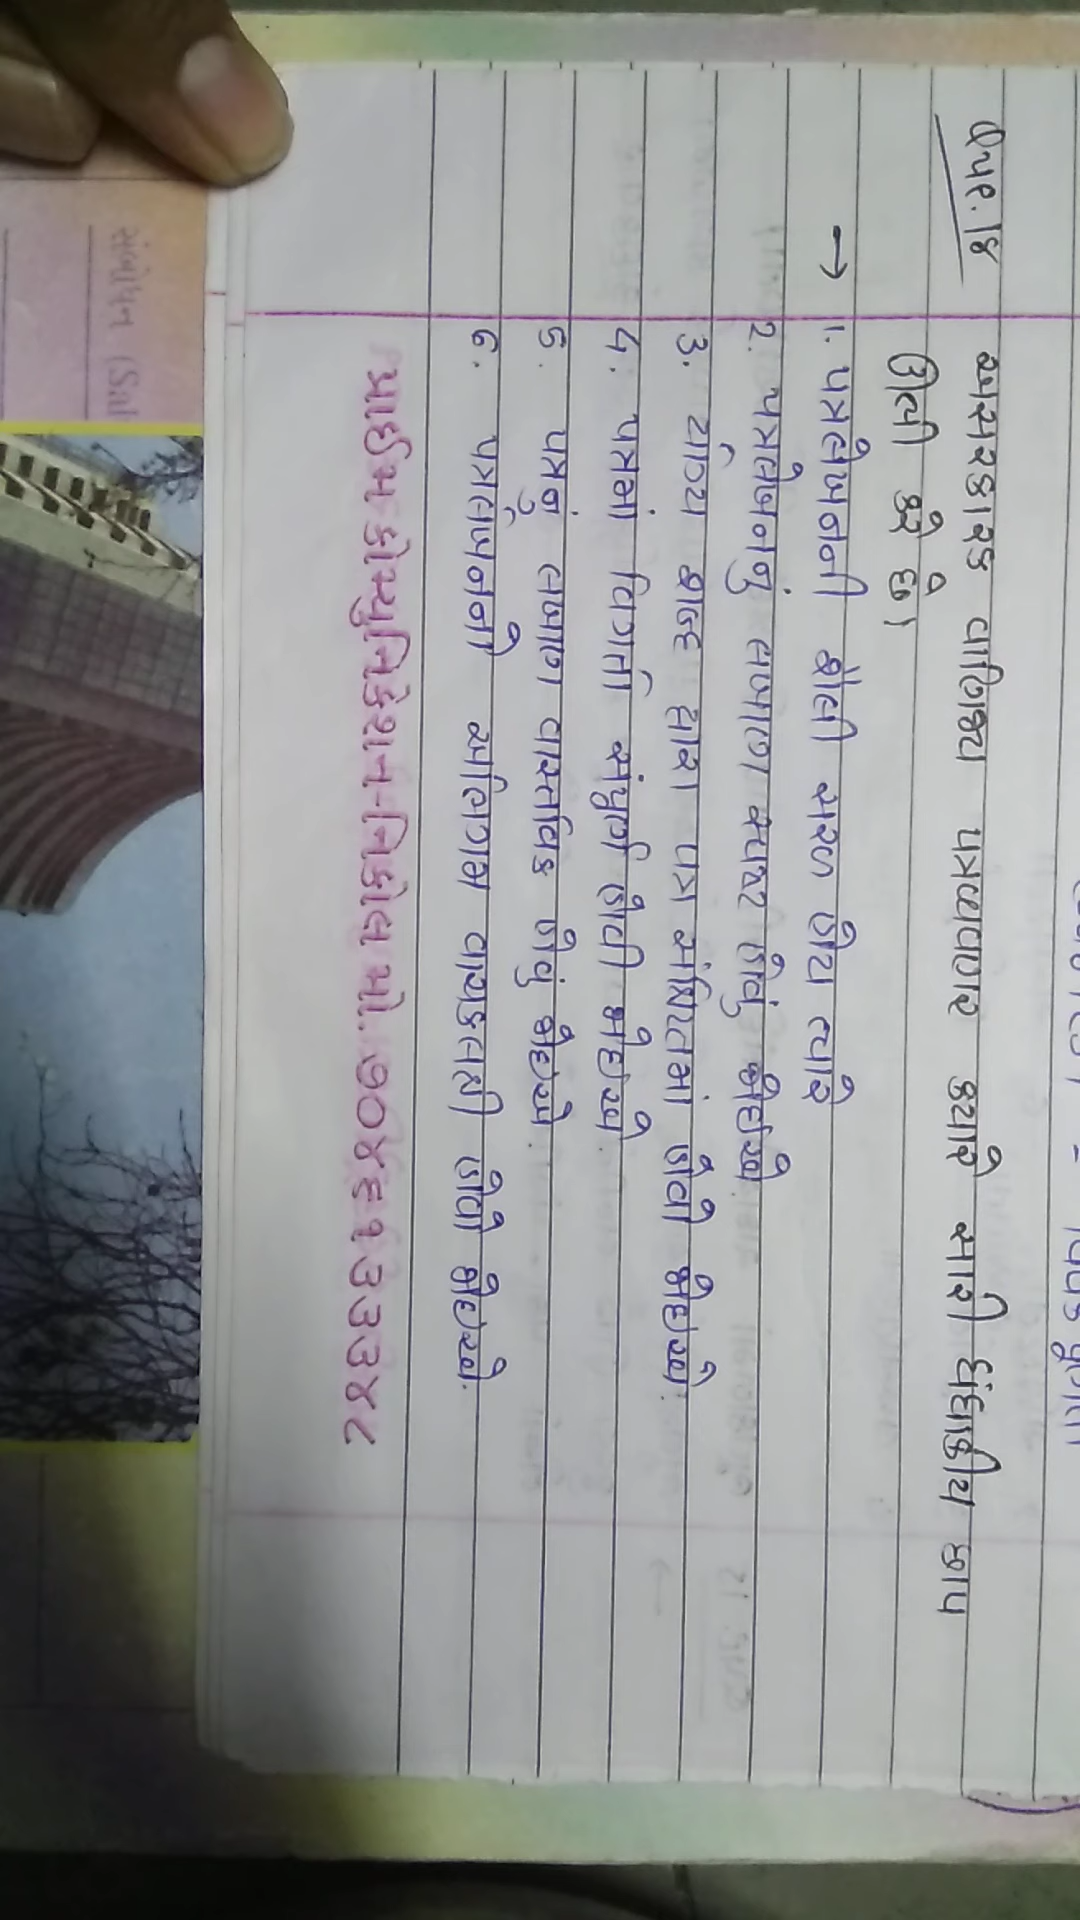 પ્રશ્ન.૧૪ અસરકારક વાણિજ્ય પત્રવ્યવહાર ક્યારે સારી ધંધાકીય છાપ
ઊભી કરે છે?
→ 1. પત્રલેખનની શૈલી સરળ હોય ત્યારે
2. પત્રલેખનનું લખાણ સ્પષ્ટ હોવું જોઈએ.
3. યોગ્ય શબ્દ દ્વારા પત્ર સંક્ષિપ્તમાં હોવો જોઈએ.
4. પત્રમાં વિગતો સંપૂર્ણ હોવી જોઈએ.
5. પત્રનું લખાણ વાસ્તવિક હોવું જોઈએ.
6. પત્રલેખનનો અભિગમ વાચકલક્ષી હોવો જોઈએ.
પ્રાઈમ કોમ્યુનિકેશન-નિકોલ મો. ૭૦૪૬૧૩૩૩૪૮
સંબોધન (Sal